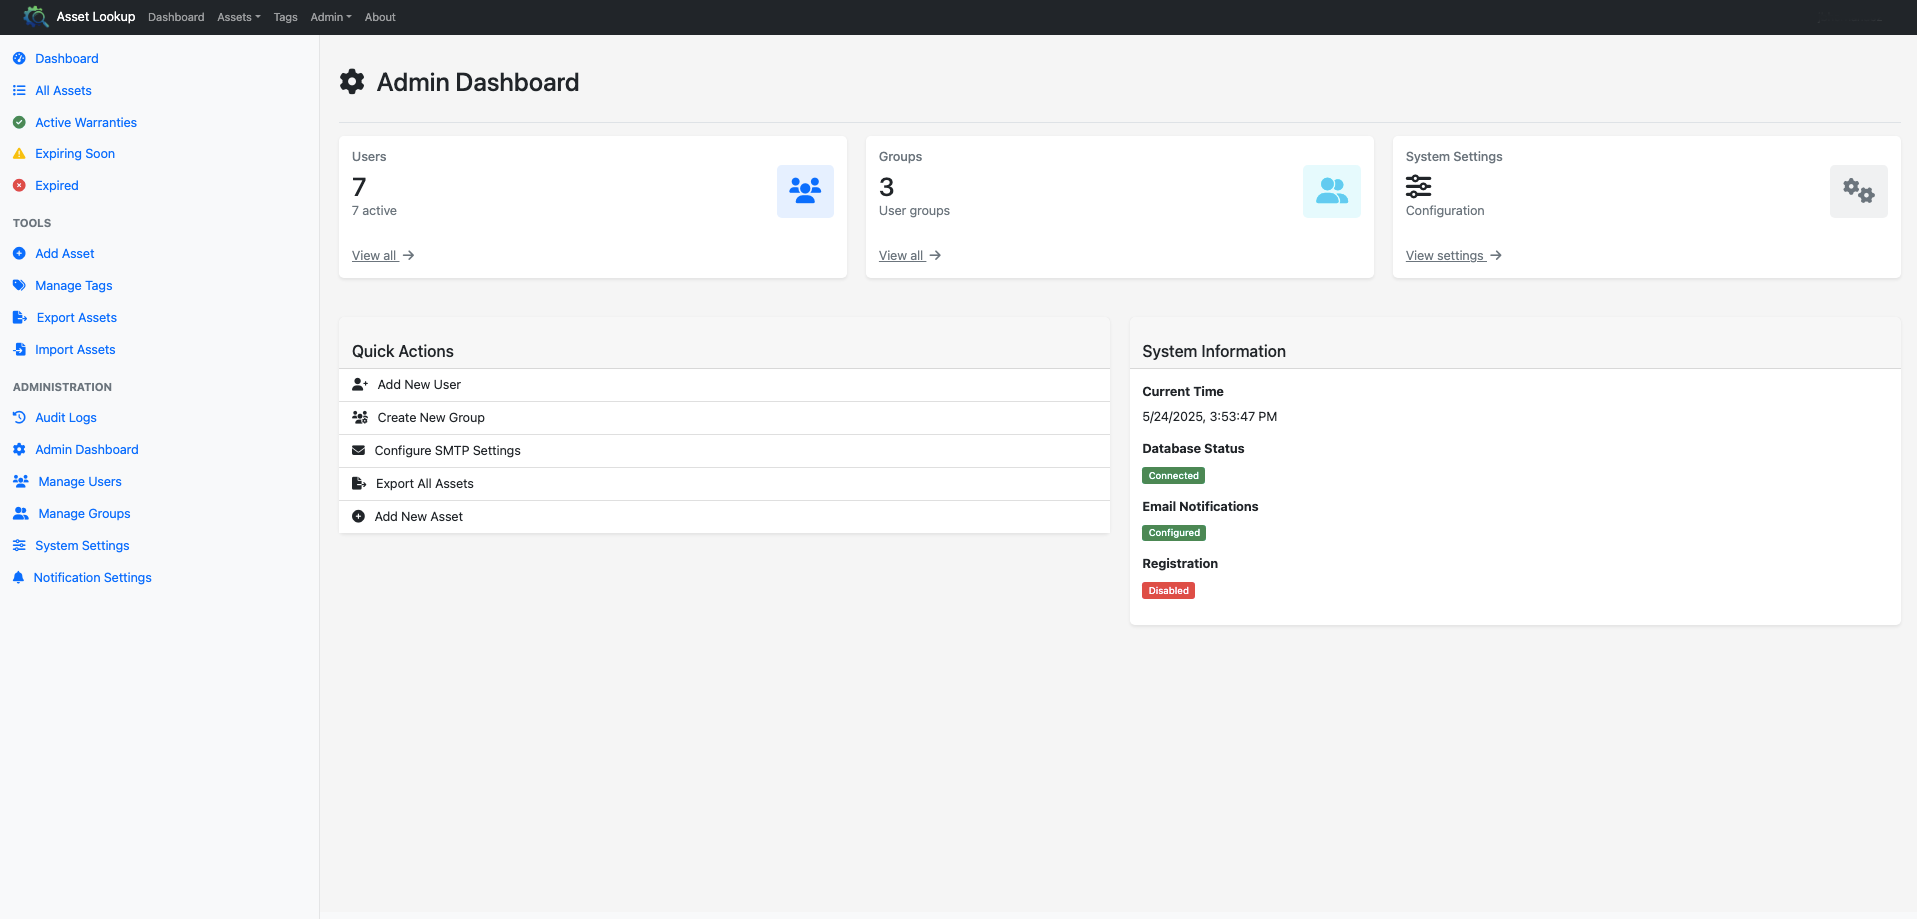 Asset Lookup Dashboard Assets Tags Admin About
Dashboard
All Assets
Active Warranties
Expiring Soon
Expired
TOOLS
Add Asset
Manage Tags
Export Assets
Import Assets
ADMINISTRATION
Audit Logs
Admin Dashboard
Manage Users
Manage Groups
System Settings
Notification Settings
Admin Dashboard
Users
7
7 active
View all
Groups
3
User groups
View all
System Settings
Configuration
View settings
Quick Actions
Add New User
Create New Group
Configure SMTP Settings
Export All Assets
Add New Asset
System Information
Current Time
5/24/2025, 3:53:47 PM
Database Status
Connected
Email Notifications
Configured
Registration
Disabled